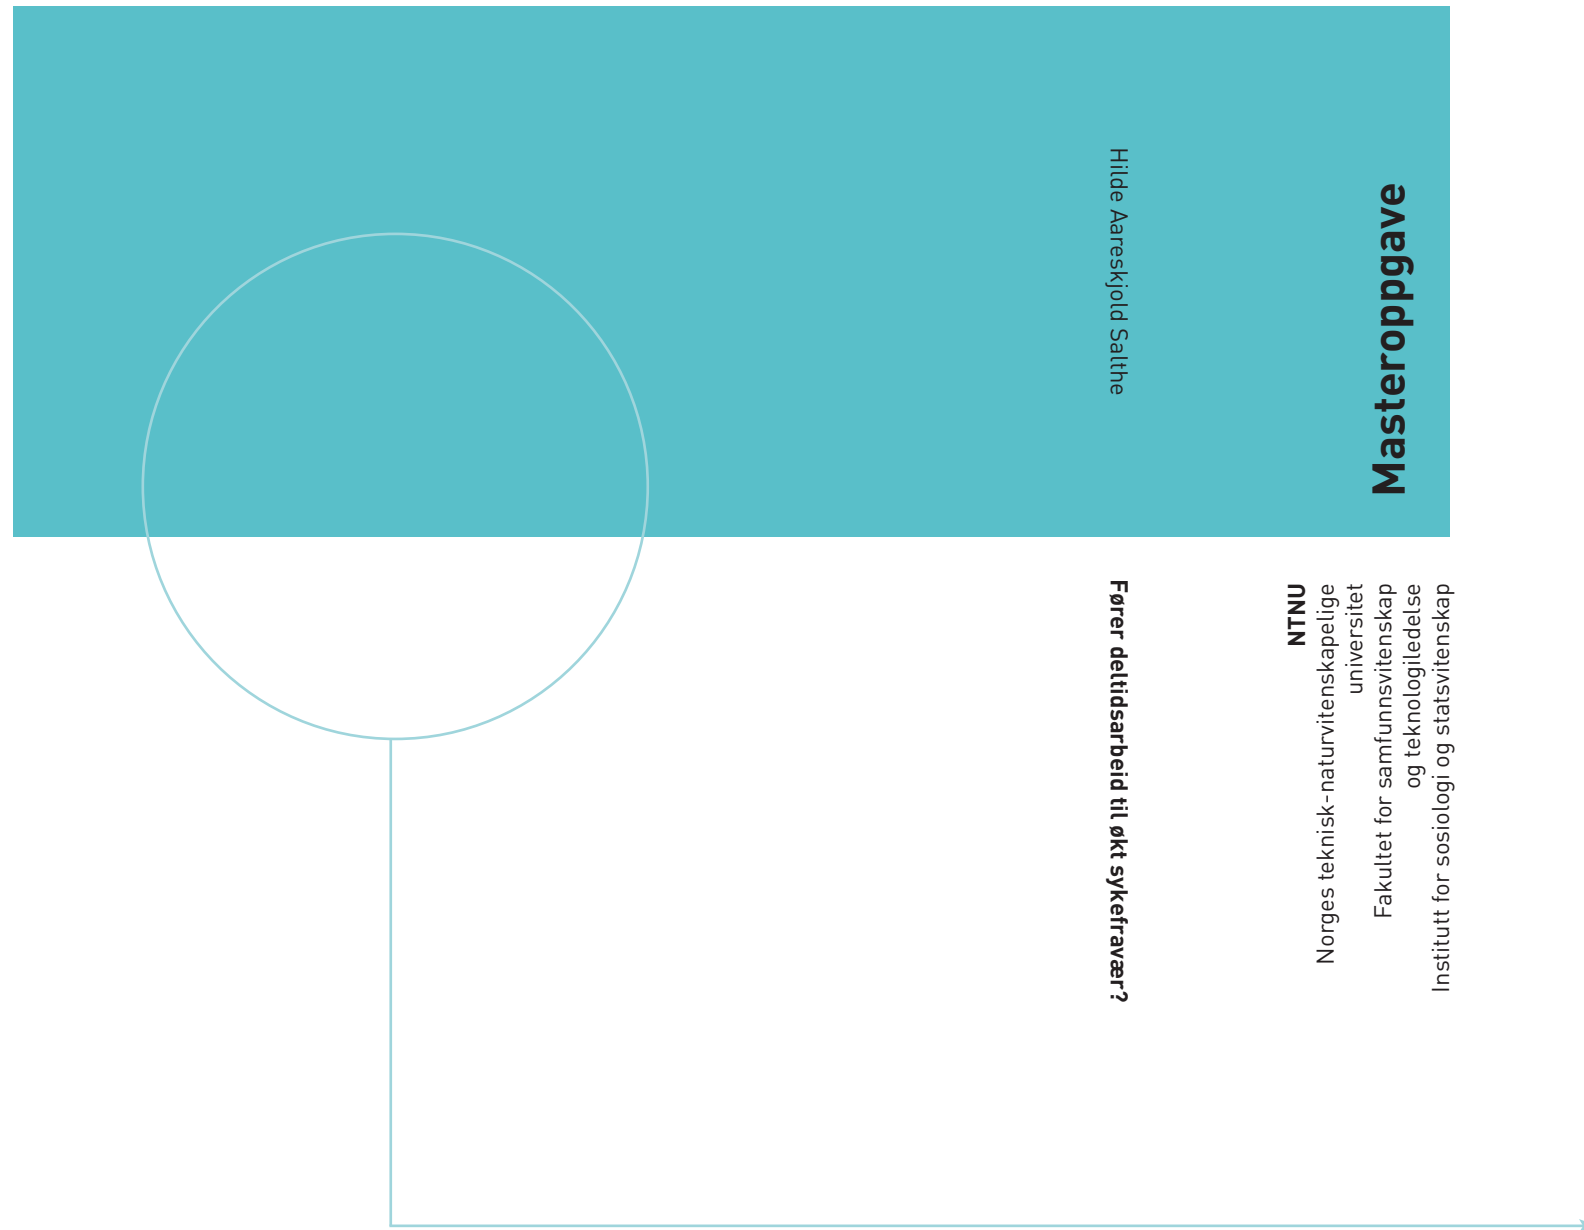 Hilde Aareskjold Salthe
Masteroppgave
Fører deltidsarbeid til økt sykefravær?
NTNU
Norges teknisk-naturvitenskapelige
universitet
Fakultet for samfunnsvitenskap
og teknologiledelse
Institutt for sosiologi og statsvitenskap